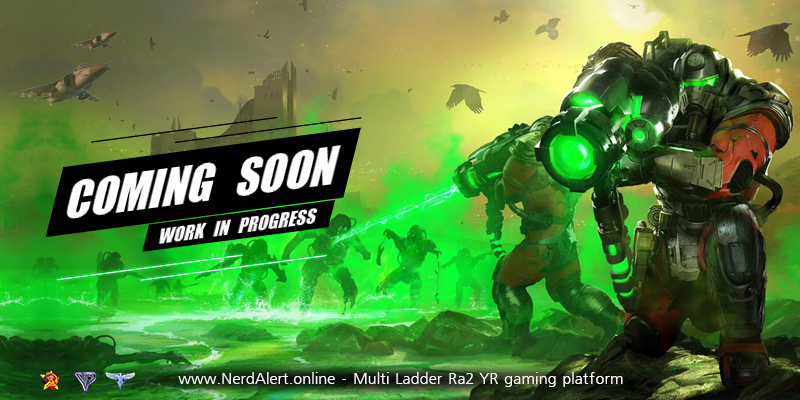 COMING SOON
WORK IN PROGRESS
www.NerdAlert.online - Multi Ladder Ra2 YR gaming platform